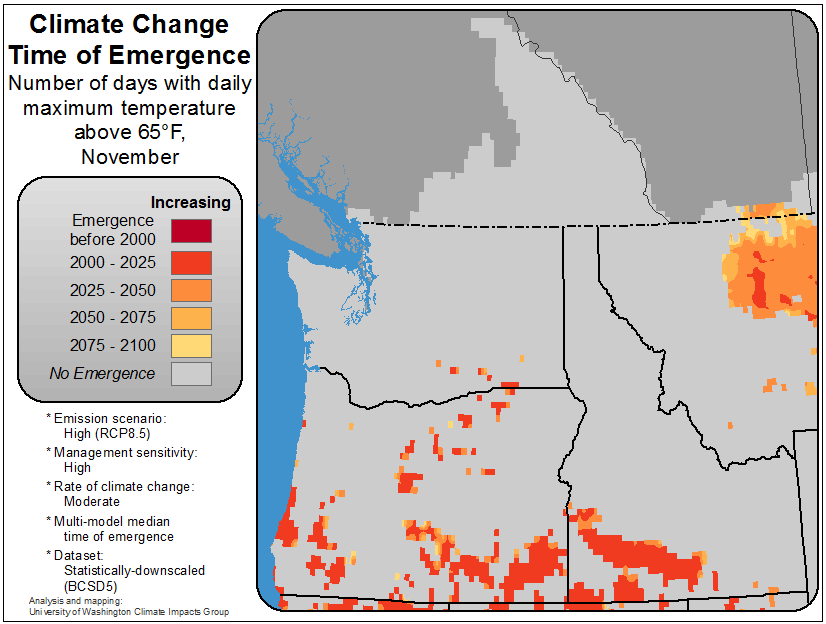 Climate Change
Time of Emergence
Number of days with daily
maximum temperature
above 65°F,
November
Increasing
Emergence
before 2000
2000 - 2025
2025 - 2050
2050 - 2075
2075 - 2100
No Emergence
* Emission scenario:
High (RCP8.5)
* Management sensitivity:
High
* Rate of climate change:
Moderate
* Multi-model median
time of emergence
* Dataset:
Statistically-downscaled
(BCSD5)
Analysis and mapping:
University of Washington Climate Impacts Group